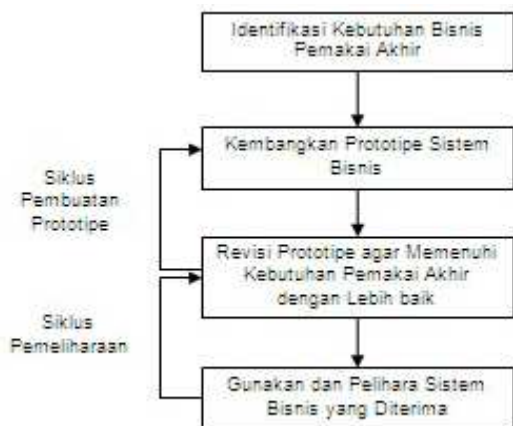 Identifikasi Kebutuhan Bisnis
Pemakai Akhir
Kembangkan Prototipe Sistem
Bisnis
Siklus
Pembuatan
Prototipe
Revisi Prototipe agar Memenuhi
Kebutuhan Pemakai Akhir
dengan Lebih baik
Siklus
Pemeliharaan
Gunakan dan Pelihara Sistem
Bisnis yang Diterima